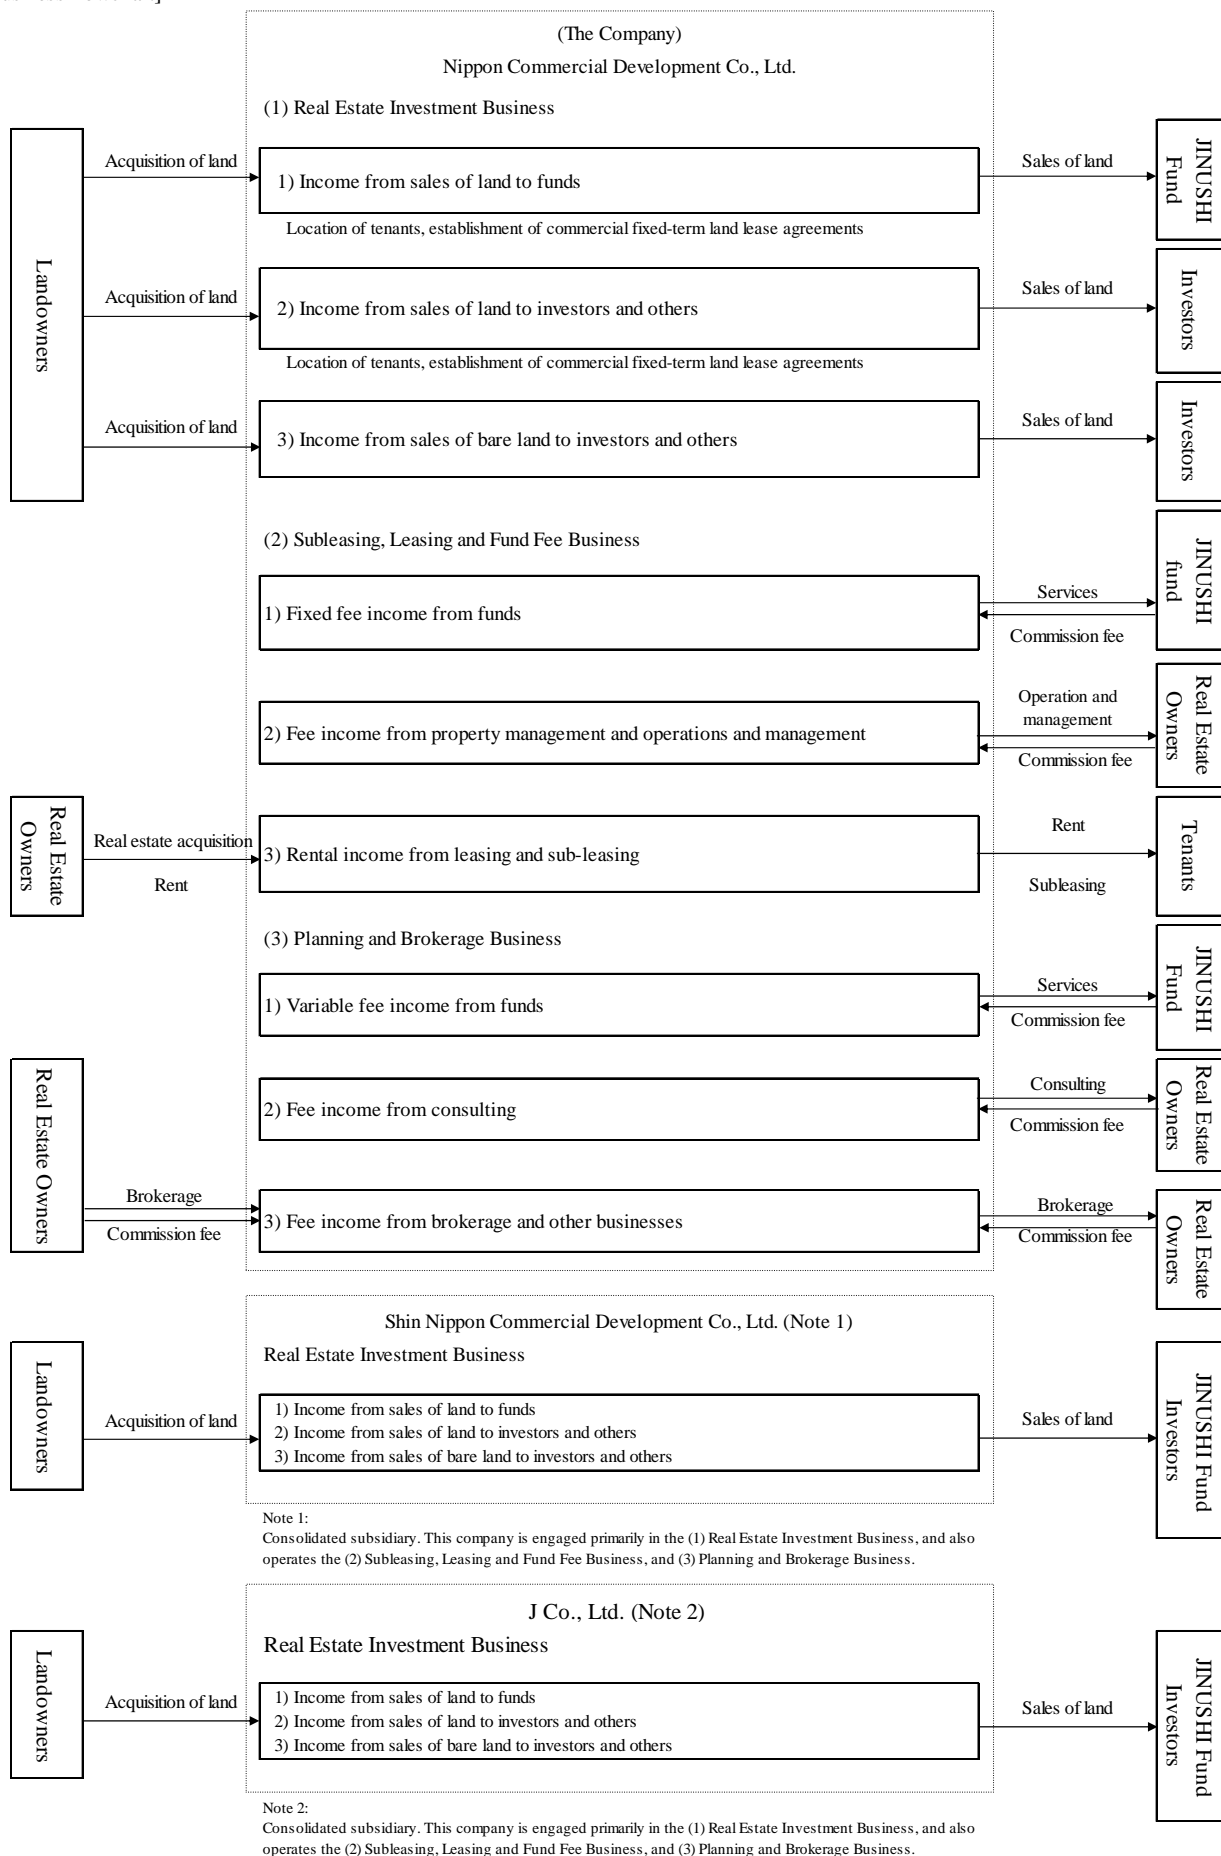 (The Company)
Nippon Commercial Development Co., Ltd.
(1) Real Estate Investment Business
Landowners
Acquisition of land
1) Income from sales of land to funds
Sales of land
JINUSHI
Fund
Location of tenants, establishment of commercial fixed-term land lease agreements
Acquisition of land
2) Income from sales of land to investors and others
Sales of land
Investors
Location of tenants, establishment of commercial fixed-term land lease agreements
Acquisition of land
3) Income from sales of bare land to investors and others
Sales of land
Investors
(2) Subleasing, Leasing and Fund Fee Business
1) Fixed fee income from funds
Services
Commission fee
JINUSHI
fund
2) Fee income from property management and operations and management
Operation and
management
Commission fee
Real Estate
Owners
Real Estate
Owners
Real estate acquisition
Rent
3) Rental income from leasing and sub-leasing
Rent
Subleasing
Tenants
(3) Planning and Brokerage Business
1) Variable fee income from funds
Services
Commission fee
JINUSHI
Fund
2) Fee income from consulting
Consulting
Commission fee
Real Estate
Owners
Real Estate Owners
Brokerage
Commission fee
3) Fee income from brokerage and other businesses
Brokerage
Commission fee
Real Estate
Owners
Shin Nippon Commercial Development Co., Ltd. (Note 1)
Real Estate Investment Business
Landowners
Acquisition of land
1) Income from sales of land to funds
2) Income from sales of land to investors and others
3) Income from sales of bare land to investors and others
Sales of land
JINUSHI Fund
Investors
Note 1:
Consolidated subsidiary. This company is engaged primarily in the (1) Real Estate Investment Business, and also
operates the (2) Subleasing, Leasing and Fund Fee Business, and (3) Planning and Brokerage Business.
J Co., Ltd. (Note 2)
Real Estate Investment Business
Landowners
Acquisition of land
1) Income from sales of land to funds
2) Income from sales of land to investors and others
3) Income from sales of bare land to investors and others
Sales of land
JINUSHI Fund
Investors
Note 2:
Consolidated subsidiary. This company is engaged primarily in the (1) Real Estate Investment Business, and also
operates the (2) Subleasing, Leasing and Fund Fee Business, and (3) Planning and Brokerage Business.